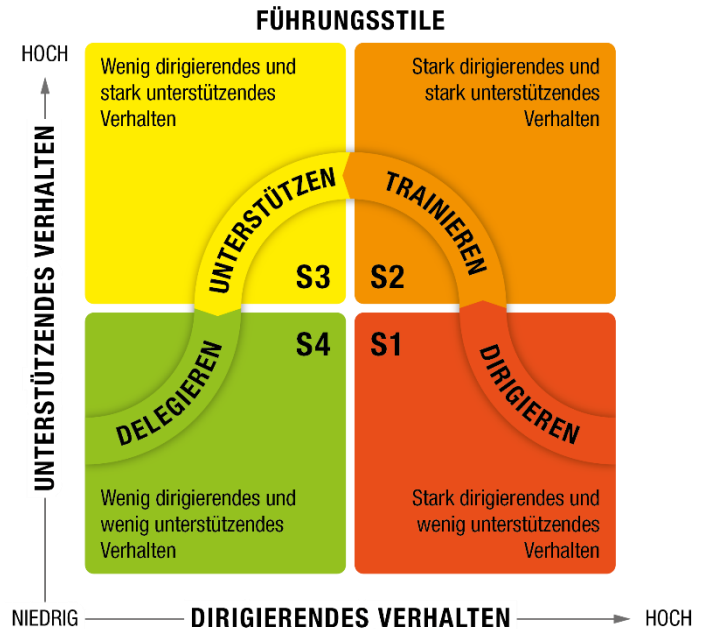 FÜHRUNGSSTILE
HOCH
UNTERSTÜTZENDES VERHALTEN
Wenig dirigierendes und
stark unterstützendes
Verhalten
Stark dirigierendes und
stark unterstützendes
Verhalten
UNTERSTÜTZEN
TRAINIEREN
S3
S2
S4
S1
DELEGIEREN
DIRIGIEREN
Wenig dirigierendes und
wenig unterstützendes
Verhalten
Stark dirigierendes und
wenig unterstützendes
Verhalten
NIEDRIG
DIRIGIERENDES VERHALTEN
HOCH